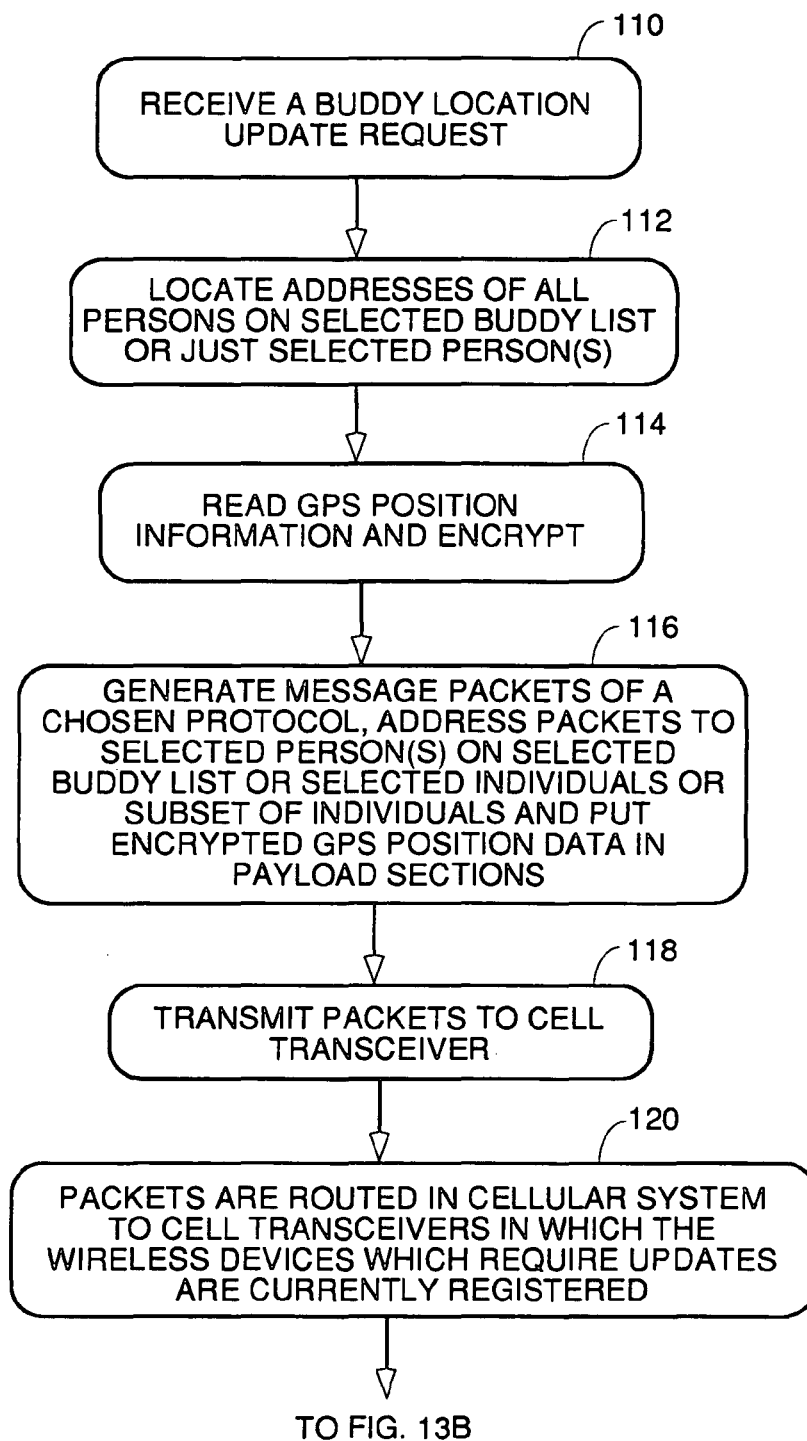 110
RECEIVE A BUDDY LOCATION
UPDATE REQUEST
112
LOCATE ADDRESSES OF ALL
PERSONS ON SELECTED BUDDY LIST
OR JUST SELECTED PERSON(S)
114
READ GPS POSITION
INFORMATION AND ENCRYPT
116
GENERATE MESSAGE PACKETS OF A
CHOSEN PROTOCOL, ADDRESS PACKETS TO
SELECTED PERSON(S) ON SELECTED
BUDDY LIST OR SELECTED INDIVIDUALS OR
SUBSET OF INDIVIDUALS AND PUT
ENCRYPTED GPS POSITION DATA IN
PAYLOAD SECTIONS
118
TRANSMIT PACKETS TO CELL
TRANSCEIVER
120
PACKETS ARE ROUTED IN CELLULAR SYSTEM
TO CELL TRANSCEIVERS IN WHICH THE
WIRELESS DEVICES WHICH REQUIRE UPDATES
ARE CURRENTLY REGISTERED
TO FIG. 13B